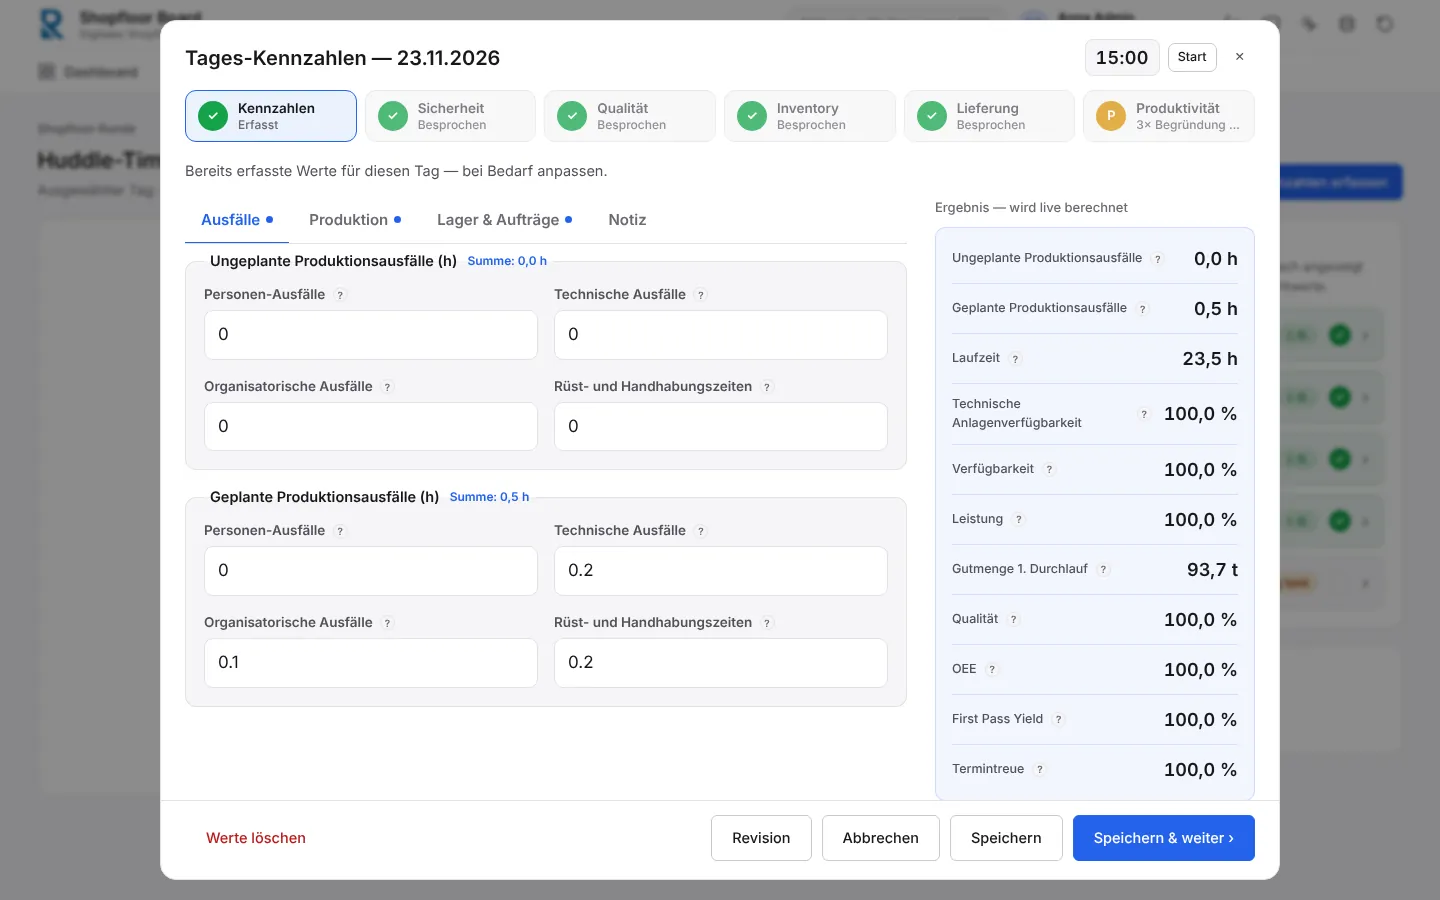 Shopfloor Board
Dashboard
Huddle-Tim
Tages-Kennzahlen — 23.11.2026
15:00
Start
×
Kennzahlen
Erfasst
Sicherheit
Besprochen
Qualität
Besprochen
Inventory
Besprochen
Lieferung
Besprochen
P
Produktivität
3× Begründung ...
Bereits erfasste Werte für diesen Tag — bei Bedarf anpassen.
Ausfälle
Produktion
Lager & Aufträge
Notiz
Ungeplante Produktionsausfälle (h) Summe: 0,0 h
Personen-Ausfälle ?
0
Technische Ausfälle ?
0
Organisatorische Ausfälle ?
0
Rüst- und Handhabungszeiten ?
0
Geplante Produktionsausfälle (h) Summe: 0,5 h
Personen-Ausfälle ?
0
Technische Ausfälle ?
0.2
Organisatorische Ausfälle ?
0.1
Rüst- und Handhabungszeiten ?
0.2
Ergebnis — wird live berechnet
Ungeplante Produktionsausfälle ? 0,0 h
Geplante Produktionsausfälle ? 0,5 h
Laufzeit ? 23,5 h
Technische
Anlagenverfügbarkeit ? 100,0 %
Verfügbarkeit ? 100,0 %
Leistung ? 100,0 %
Gutmenge 1. Durchlauf ? 93,7 t
Qualität ? 100,0 %
OEE ? 100,0 %
First Pass Yield ? 100,0 %
Termintreue ? 100,0 %
Werte löschen
Revision
Abbrechen
Speichern
Speichern & weiter ›